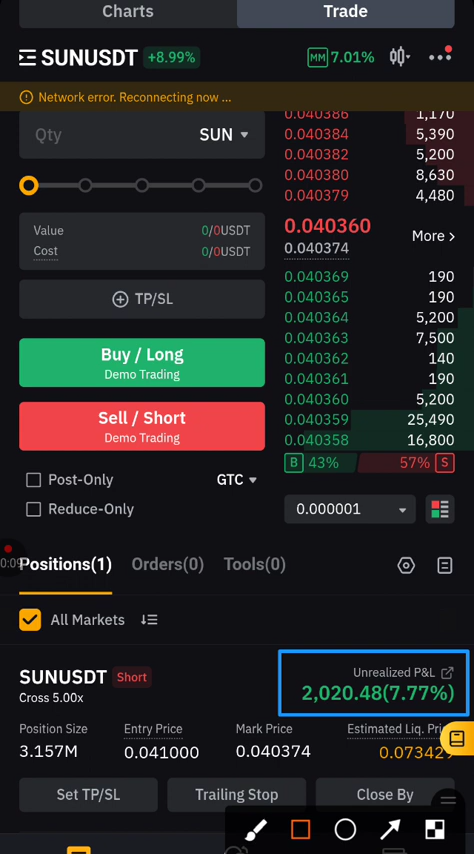 Charts
Trade
SUNUSDT +8.99%
MM 7.01%
Network error. Reconnecting now ...
Qty
SUN
Value 0/0USDT
Cost 0/0USDT
TP/SL
Buy / Long
Demo Trading
Sell / Short
Demo Trading
Post-Only
GTC
Reduce-Only
0.040386 1,170
0.040384 5,390
0.040382 5,200
0.040380 8,630
0.040379 4,480
0.040360
0.040374
More
0.040369 190
0.040365 190
0.040364 5,200
0.040363 7,500
0.040362 140
0.040361 190
0.040360 5,200
0.040359 25,490
0.040358 16,800
B 43% 57% S
0.000001
0:09
Positions(1) Orders(0) Tools(0)
All Markets
SUNUSDT Short
Cross 5.00x
Unrealized P&L
2,020.48(7.77%)
Position Size Entry Price Mark Price Estimated Liq.
3.157M 0.041000 0.040374 0.07342
Set TP/SL
Trailing Stop
Close By